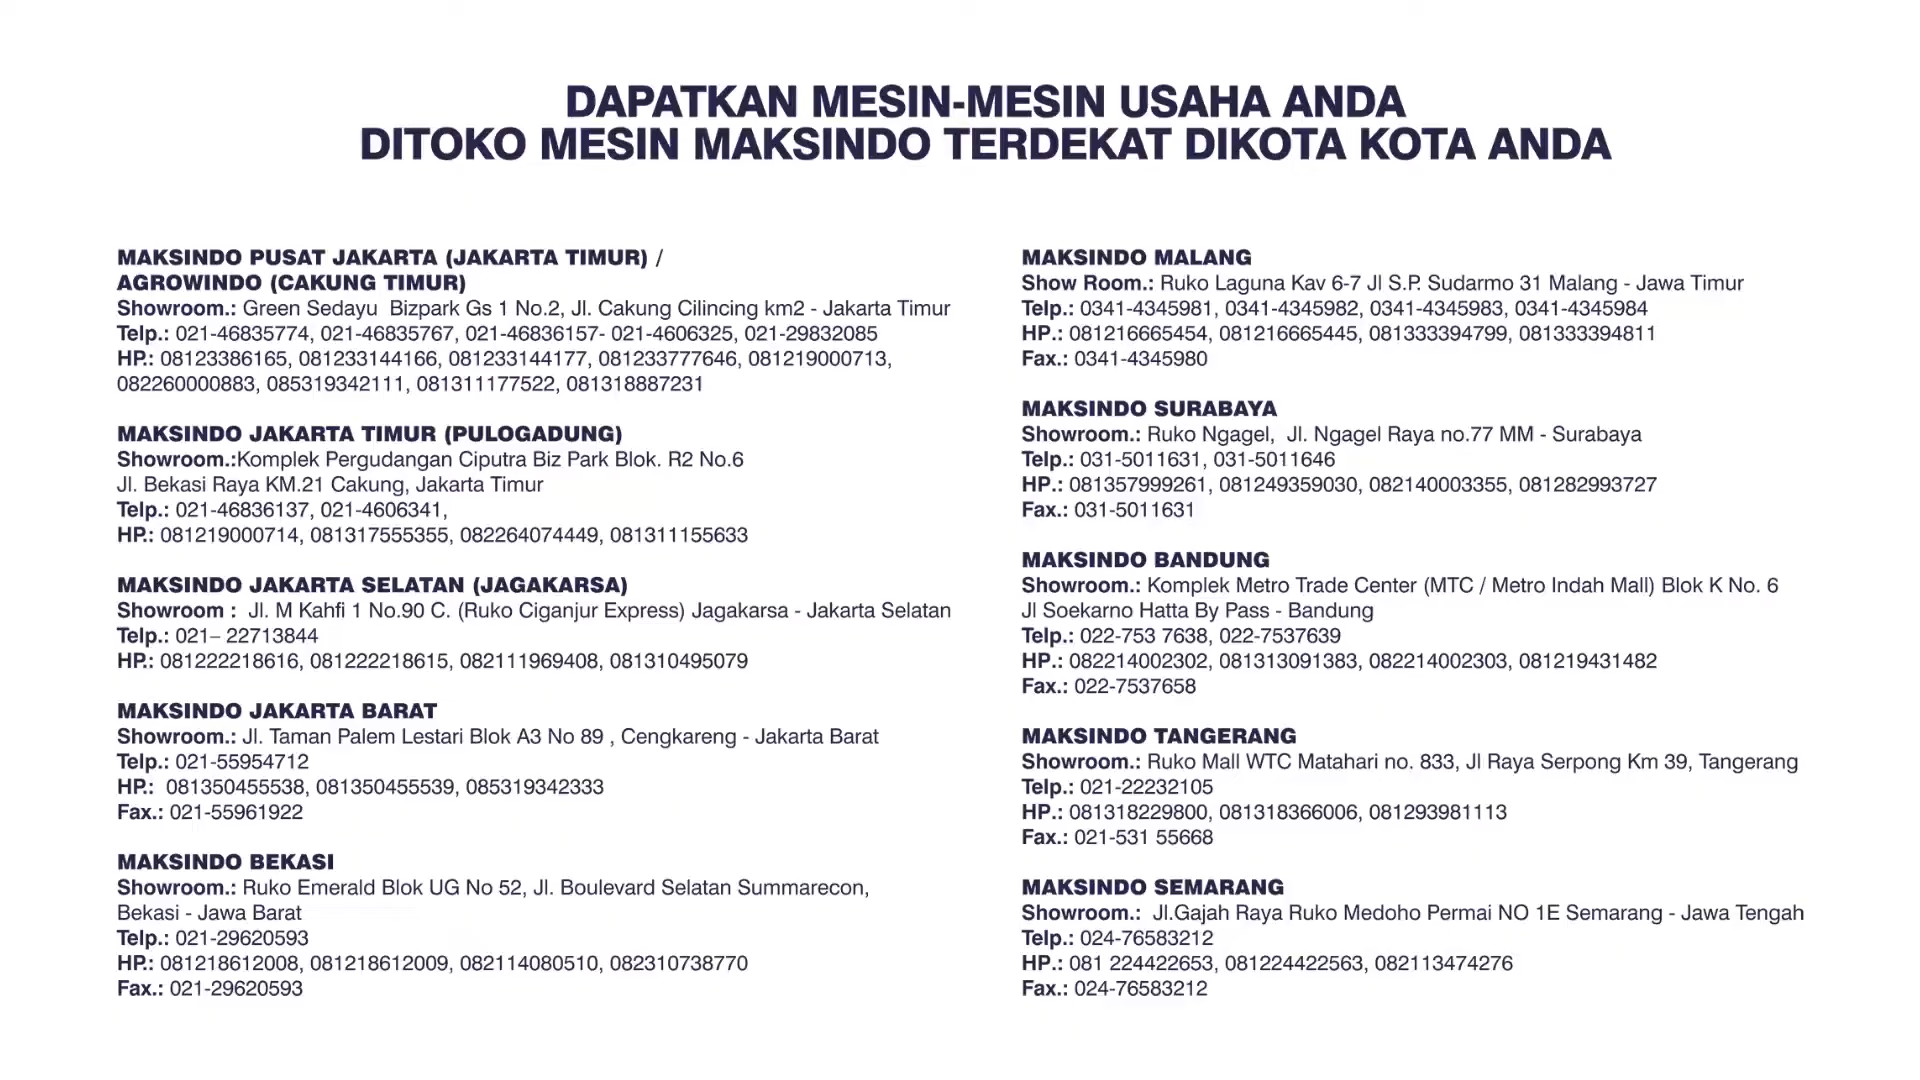 DAPATKAN MESIN-MESIN USAHA ANDA
DITOKO MESIN MAKSINDO TERDEKAT DIKOTA KOTA ANDA
MAKSINDO PUSAT JAKARTA (JAKARTA TIMUR) /
AGROWINDO (CAKUNG TIMUR)
Showroom.: Green Sedayu  Bizpark Gs 1 No.2, Jl. Cakung Cilincing km2 - Jakarta Timur
Telp.: 021-46835774, 021-46835767, 021-46836157- 021-4606325, 021-29832085
HP.: 08123386165, 081233144166, 081233144177, 081233777646, 081219000713,
082260000883, 085319342111, 081311177522, 081318887231
MAKSINDO JAKARTA TIMUR (PULOGADUNG)
Showroom.:Komplek Pergudangan Ciputra Biz Park Blok. R2 No.6
Jl. Bekasi Raya KM.21 Cakung, Jakarta Timur
Telp.: 021-46836137, 021-4606341,
HP.: 081219000714, 081317555355, 082264074449, 081311155633
MAKSINDO JAKARTA SELATAN (JAGAKARSA)
Showroom :  Jl. M Kahfi 1 No.90 C. (Ruko Ciganjur Express) Jagakarsa - Jakarta Selatan
Telp.: 021– 22713844
HP.: 081222218616, 081222218615, 082111969408, 081310495079
MAKSINDO JAKARTA BARAT
Showroom.: Jl. Taman Palem Lestari Blok A3 No 89 , Cengkareng - Jakarta Barat
Telp.: 021-55954712
HP.:  081350455538, 081350455539, 085319342333
Fax.: 021-55961922
MAKSINDO BEKASI
Showroom.: Ruko Emerald Blok UG No 52, Jl. Boulevard Selatan Summarecon,
Bekasi - Jawa Barat
Telp.: 021-29620593
HP.: 081218612008, 081218612009, 082114080510, 082310738770
Fax.: 021-29620593
MAKSINDO MALANG
Show Room.: Ruko Laguna Kav 6-7 Jl S.P. Sudarmo 31 Malang - Jawa Timur
Telp.: 0341-4345981, 0341-4345982, 0341-4345983, 0341-4345984
HP.: 081216665454, 081216665445, 081333394799, 081333394811
Fax.: 0341-4345980
MAKSINDO SURABAYA
Showroom.: Ruko Ngagel,  Jl. Ngagel Raya no.77 MM - Surabaya
Telp.: 031-5011631, 031-5011646
HP.: 081357999261, 081249359030, 082140003355, 081282993727
Fax.: 031-5011631
MAKSINDO BANDUNG
Showroom.: Komplek Metro Trade Center (MTC / Metro Indah Mall) Blok K No. 6
Jl Soekarno Hatta By Pass - Bandung
Telp.: 022-753 7638, 022-7537639
HP.: 082214002302, 081313091383, 082214002303, 081219431482
Fax.: 022-7537658
MAKSINDO TANGERANG
Showroom.: Ruko Mall WTC Matahari no. 833, Jl Raya Serpong Km 39, Tangerang
Telp.: 021-22232105
HP.: 081318229800, 081318366006, 081293981113
Fax.: 021-531 55668
MAKSINDO SEMARANG
Showroom.:  Jl.Gajah Raya Ruko Medoho Permai NO 1E Semarang - Jawa Tengah
Telp.: 024-76583212
HP.: 081 224422653, 081224422563, 082113474276
Fax.: 024-76583212